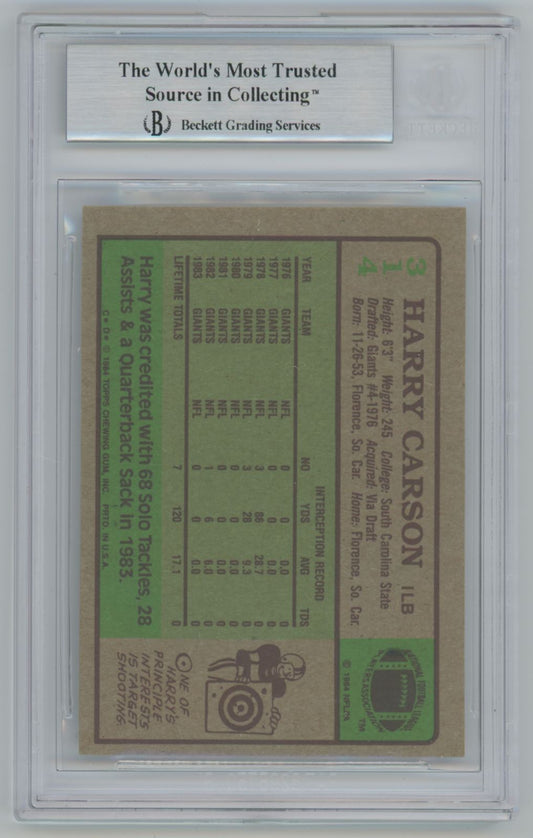 The World's Most Trusted
Source in Collecting™
B Beckett Grading Services
314
HARRY CARSON ILB
Height: 6'3" Weight: 245 College: South Carolina State
Drafted: Giants #4-1976 Acquired: Via Draft
Born: 11-26-53, Florence, So. Car. Home: Florence, So. Car.
NATIONAL FOOTBALL LEAGUE
PLAYERS ASSOCIATION
TM
© 1984 NFLPA
INTERCEPTION RECORD
YEAR TEAM NO YDS AVG TDS
1976 GIANTS NFL 0 0 0.0 0
1977 GIANTS NFL 0 0 0.0 0
1978 GIANTS NFL 3 86 28.7 0
1979 GIANTS NFL 3 28 9.3 0
1980 GIANTS NFL 0 0 0.0 0
1981 GIANTS NFL 0 0 0.0 0
1982 GIANTS NFL 1 6 6.0 0
1983 GIANTS NFL 0 0 0.0 0
LIFETIME TOTALS 7 120 17.1 0
ONE OF
HARRY'S
PRINCIPLE
INTERESTS
IS TARGET
SHOOTING.
Harry was credited with 68 Solo Tackles, 28
Assists & a Quarterback Sack in 1983.
C★D★ © 1984 TOPPS CHEWING GUM, INC. PRTD. IN U.S.A.